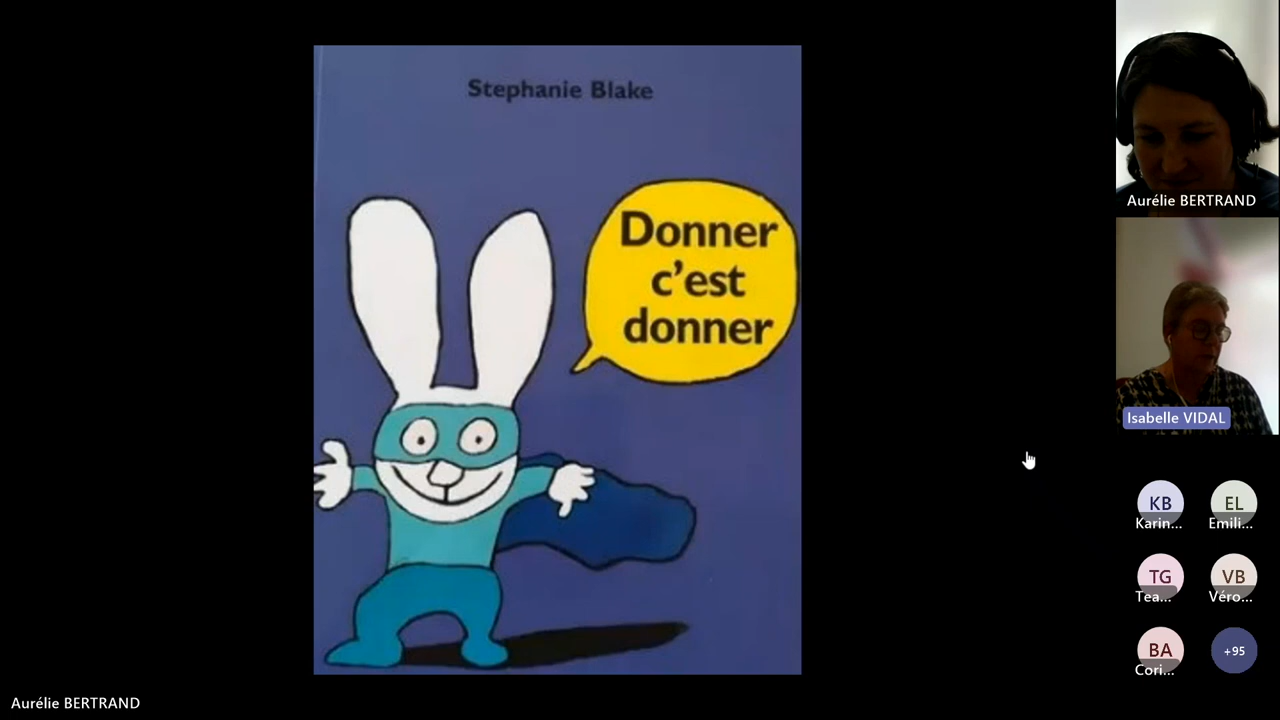 Stephanie Blake
Donner
c'est
donner
Aurélie BERTRAND
Isabelle VIDAL
KB
EL
Karin...
Emili...
TG
VB
Tea...
Véro...
BA
+95
Cori...
Aurélie BERTRAND